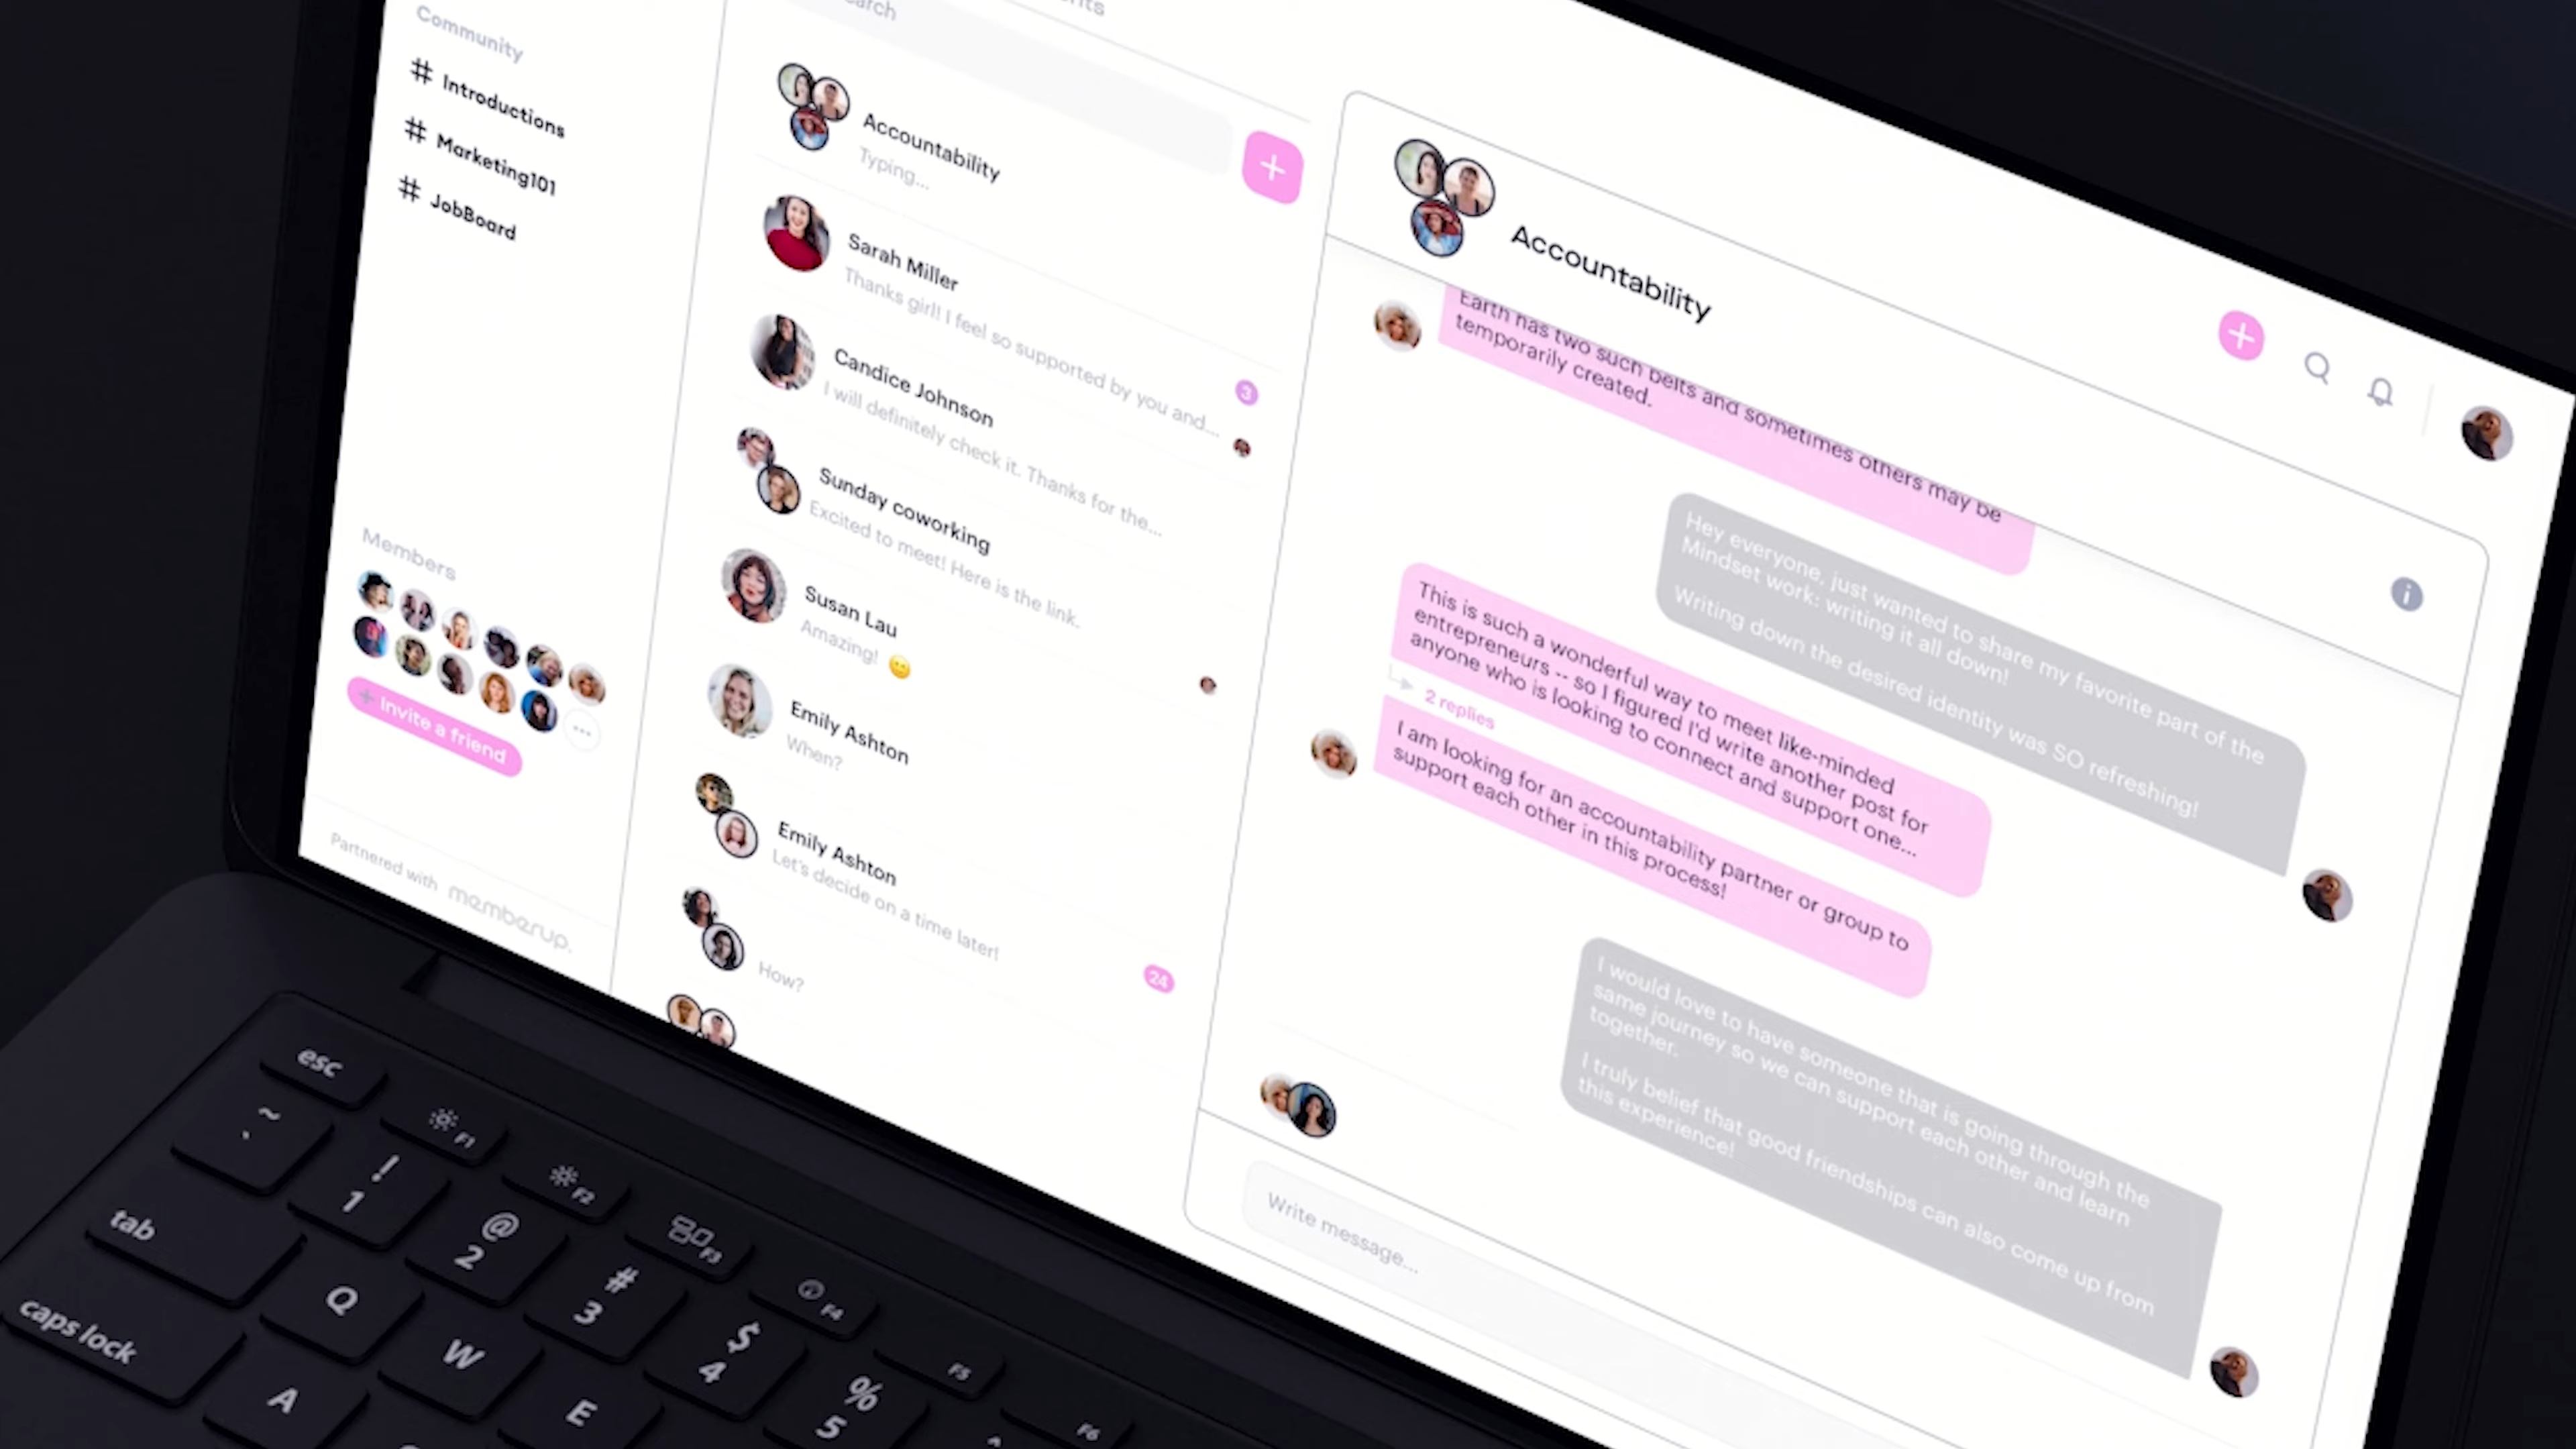 Community
# Introductions
# Marketing101
# JobBoard
Members
+ Invite a friend
Partnered with memberup.
Accountability
Typing...
Sarah Miller
Thanks girl! I feel so supported by you and...
3
Candice Johnson
I will definitely check it. Thanks for the...
Sunday coworking
Excited to meet! Here is the link.
Susan Lau
Amazing! 😊
Emily Ashton
When?
Emily Ashton
Let's decide on a time later!
24
How?
Accountability
Earth has two such belts and sometimes others may be
temporarily created.
Hey everyone, just wanted to share my favorite part of the
Mindset work: writing it all down!
Writing down the desired identity was SO refreshing!
This is such a wonderful way to meet like-minded
entrepreneurs -- so I figured I'd write another post for
anyone who is looking to connect and support one...
2 replies
I am looking for an accountability partner or group to
support each other in this process!
I would love to have someone that is going through the
same journey so we can support each other and learn
together.
I truly belief that good friendships can also come up from
this experience!
Write message...
esc
F1
F2
F3
F4
F5
F6
~
`
!
1
@
2
#
3
$
4
%
5
tab
Q
W
E
caps lock
A